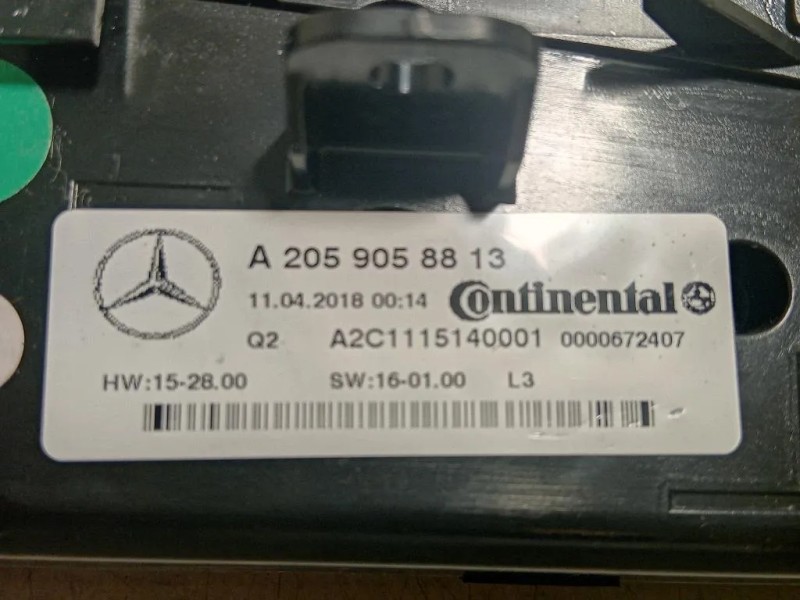 A 205 905 88 13
11.04.2018 00:14 Continental
Q2 A2C1115140001 0000672407
HW:15-28.00 SW:16-01.00 L3